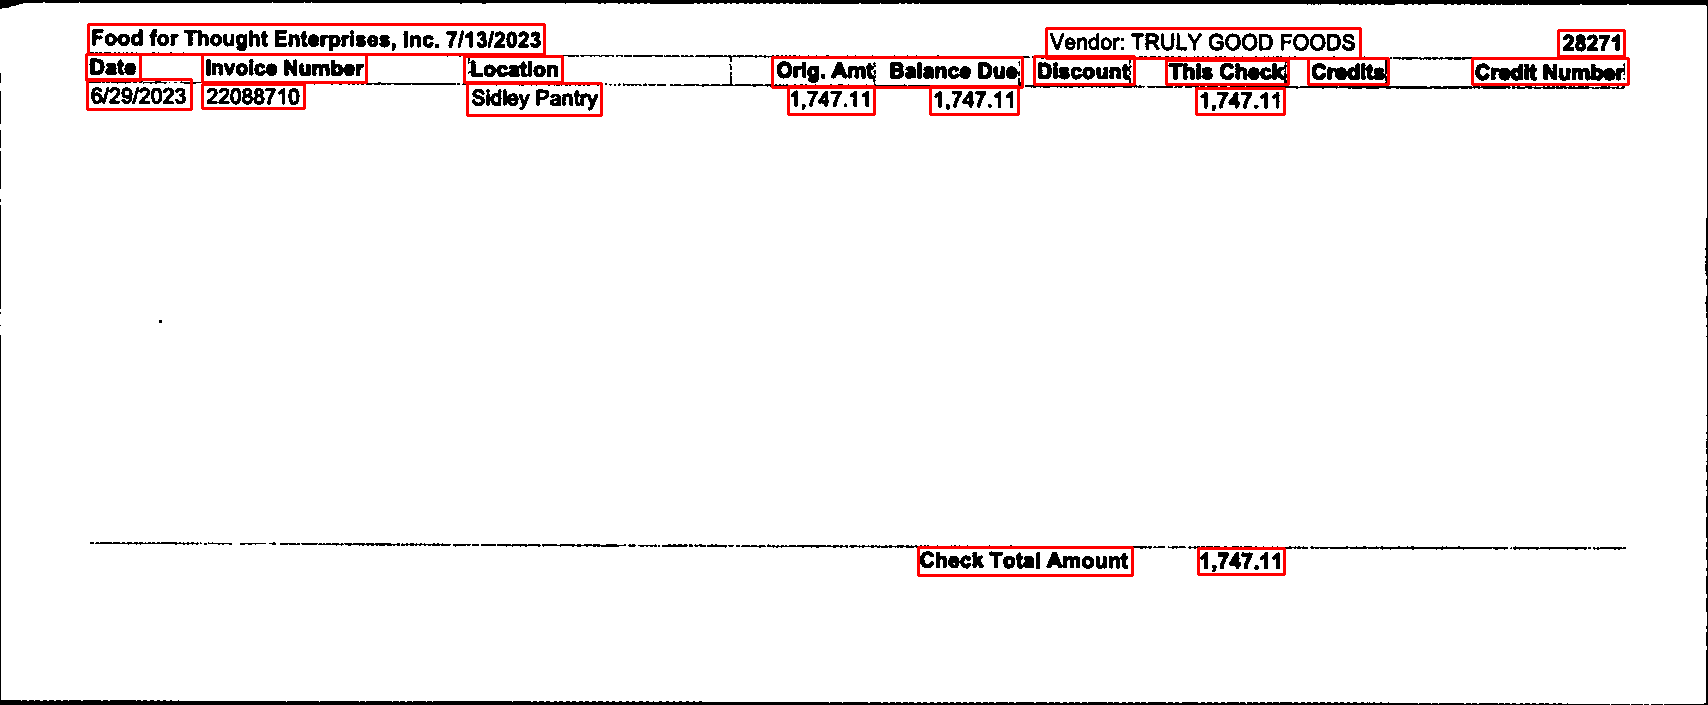 Food for Thought Enterprises, Inc. 7/13/2023 Vendor: TRULY GOOD FOODS 28271
Date Invoice Number Location Orig. Amt Balance Due Discount This Check Credits Credit Number
6/29/2023 22088710 Sidley Pantry 1,747.11 1,747.11 1,747.11
Check Total Amount 1,747.11